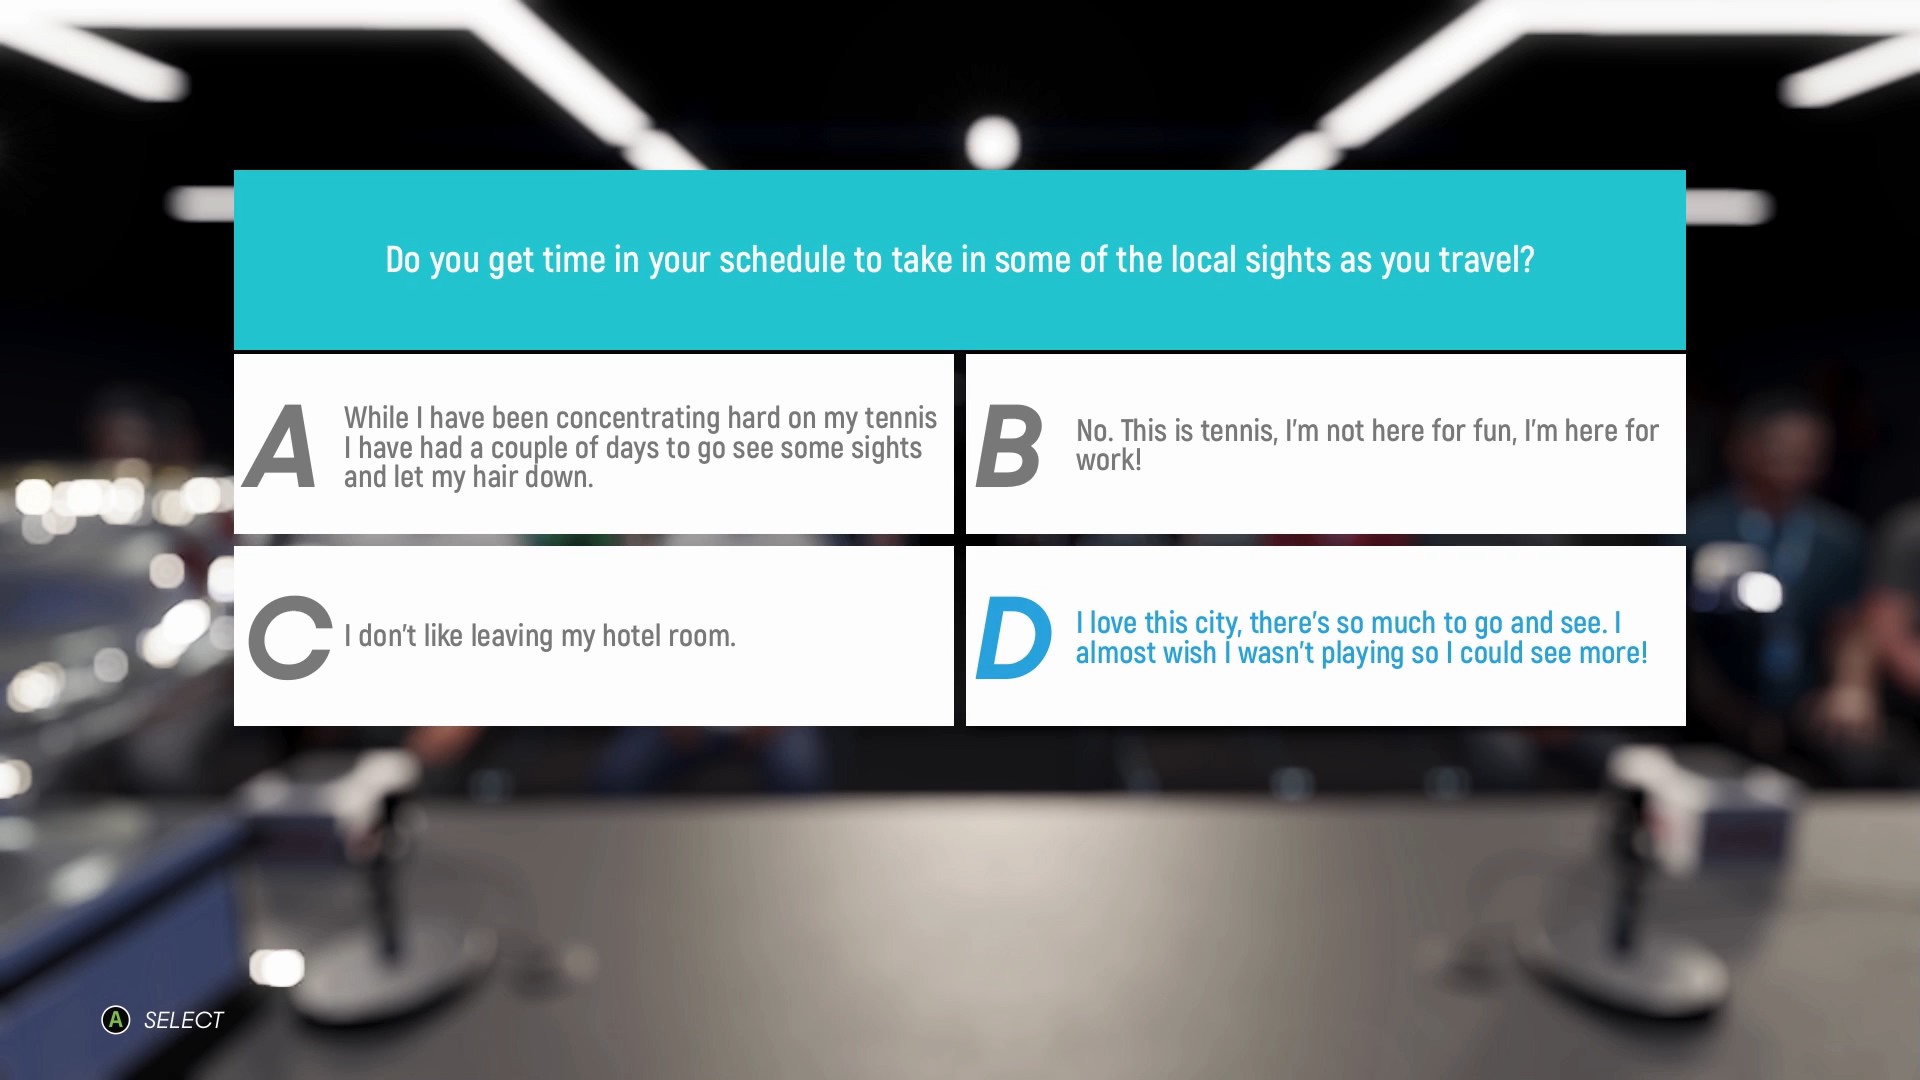 Do you get time in your schedule to take in some of the local sights as you travel?
A
While I have been concentrating hard on my tennis
I have had a couple of days to go see some sights
and let my hair down.
B
No. This is tennis, I'm not here for fun, I'm here for
work!
C
I don't like leaving my hotel room.
D
I love this city, there's so much to go and see. I
almost wish I wasn't playing so I could see more!
A SELECT